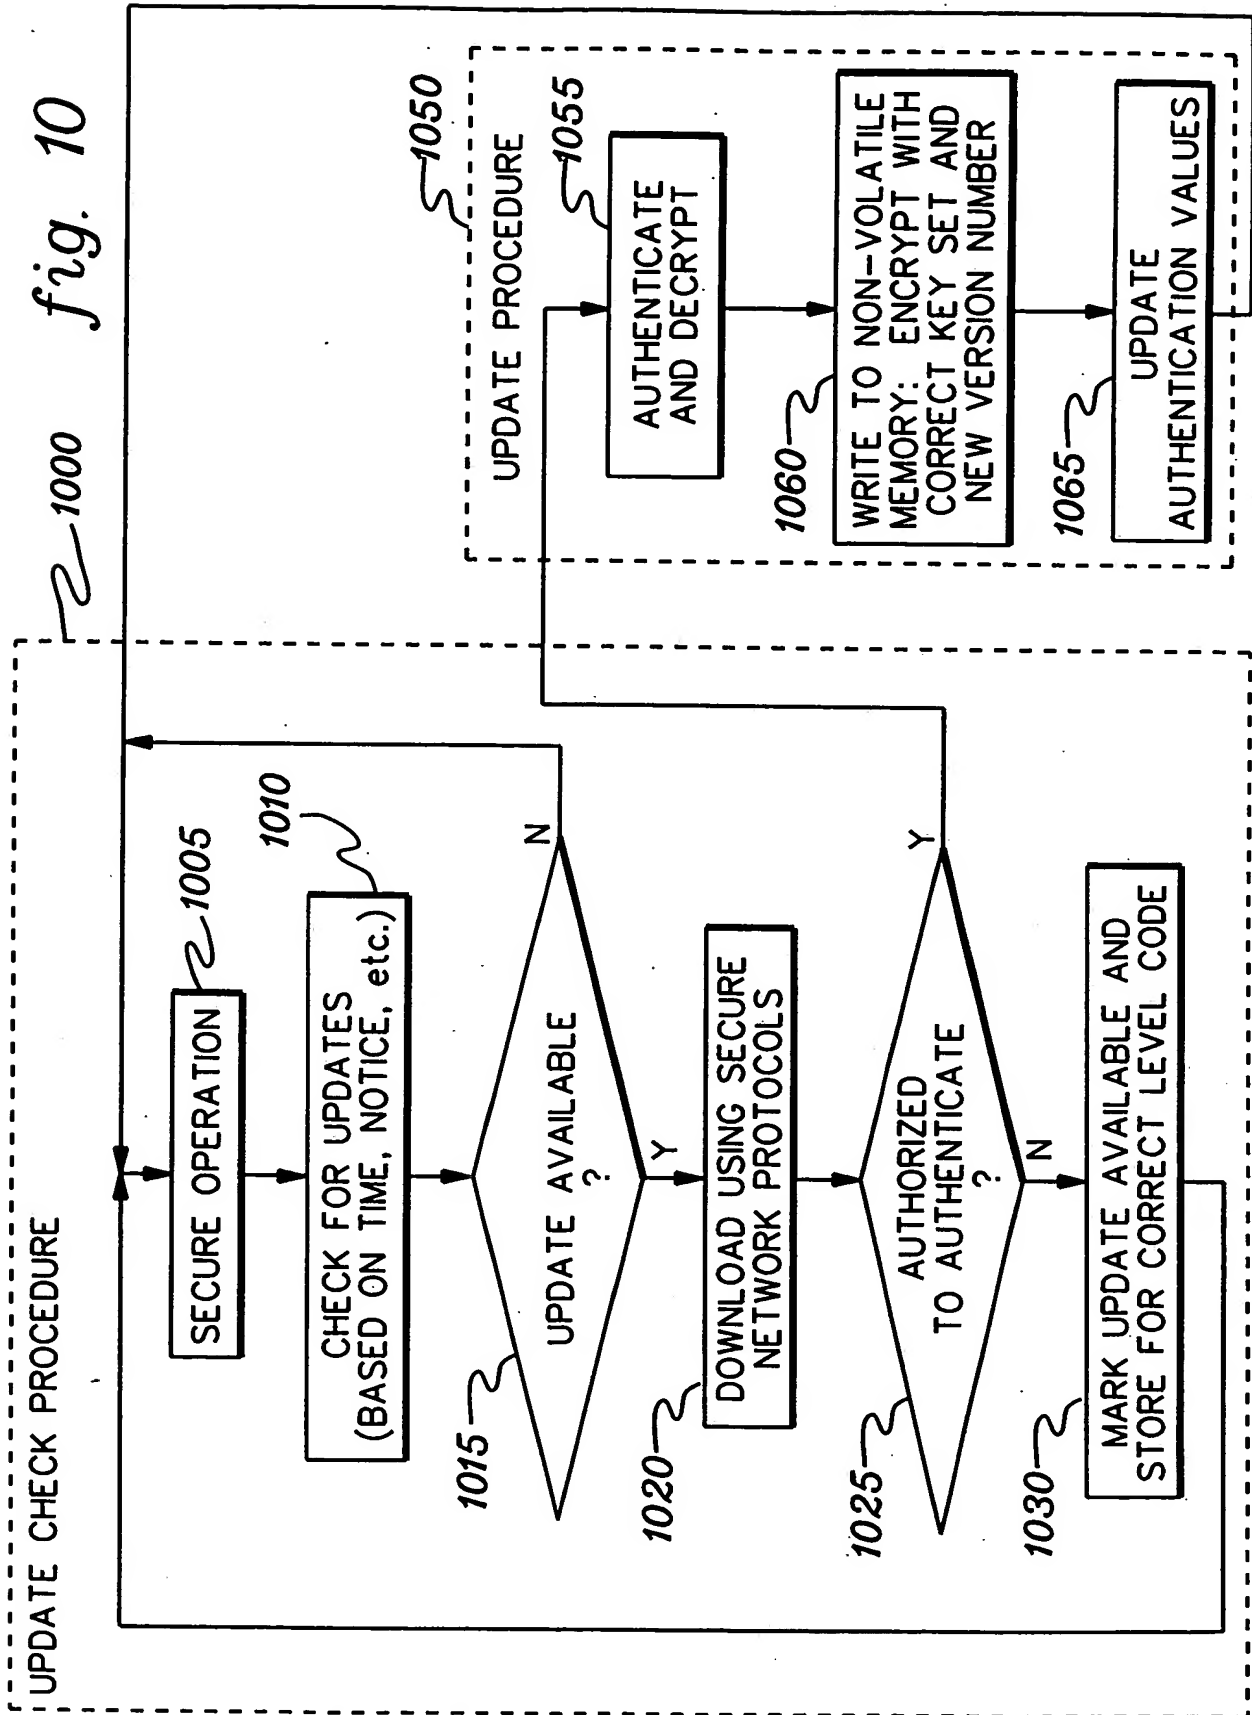 fig. 10
1000
UPDATE CHECK PROCEDURE
SECURE OPERATION
1005
CHECK FOR UPDATES
(BASED ON TIME, NOTICE, etc.)
1010
UPDATE AVAILABLE
?
1015
N
Y
DOWNLOAD USING SECURE
NETWORK PROTOCOLS
1020
AUTHORIZED
TO AUTHENTICATE
?
1025
Y
N
MARK UPDATE AVAILABLE AND
STORE FOR CORRECT LEVEL CODE
1030
1050
UPDATE PROCEDURE
AUTHENTICATE
AND DECRYPT
1055
WRITE TO NON-VOLATILE
MEMORY: ENCRYPT WITH
CORRECT KEY SET AND
NEW VERSION NUMBER
1060
UPDATE
AUTHENTICATION VALUES
1065